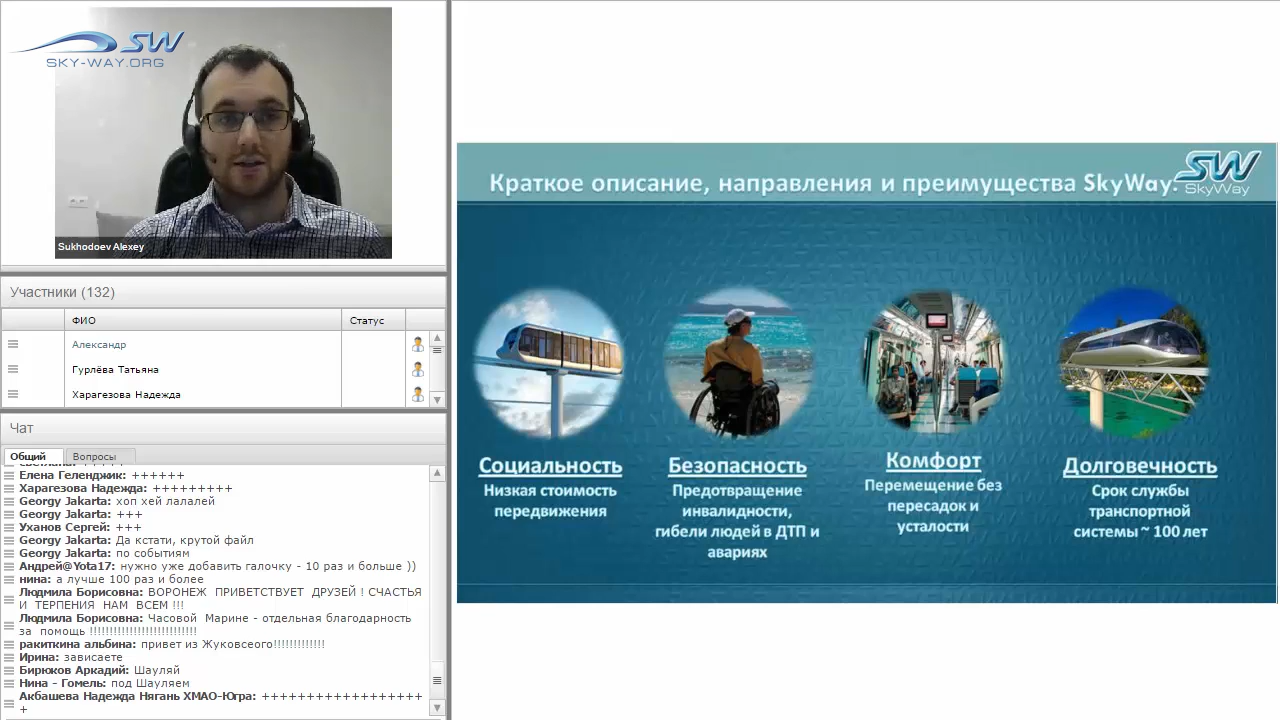 SW
SKY-WAY.ORG
Sukhodoev Alexey
Участники (132)
ФИО
Статус
Александр
Гурлёва Татьяна
Харагезова Надежда
Чат
Общий
Вопросы
Елена Геленджик: ++++++
Харагезова Надежда: +++++++++
Georgy Jakarta: хоп хей лалалей
Georgy Jakarta: +++
Уханов Сергей: +++
Georgy Jakarta: Да кстати, крутой файл
Georgy Jakarta: по событиям
Андрей@Yota17: нужно уже добавить галочку - 10 раз и больше ))
нина: а лучше 100 раз и более
Людмила Борисовна: ВОРОНЕЖ ПРИВЕТСТВУЕТ ДРУЗЕЙ ! СЧАСТЬЯ
И ТЕРПЕНИЯ НАМ ВСЕМ !!!
Людмила Борисовна: Часовой Марине - отдельная благодарность
за помощь !!!!!!!!!!!!!!!!!!!!!!!!!!!
ракиткина альбина: привет из Жуковсеого!!!!!!!!!!!!!
Ирина: зависаете
Бирюков Аркадий: Шауляй
Нина - Гомель: под Шауляем
Акбашева Надежда Нягань ХМАО-Югра: ++++++++++++++++++
+
Краткое описание, направления и преимущества SkyWay:
SW
SkyWay
Социальность
Низкая стоимость
передвижения
Безопасность
Предотвращение
инвалидности,
гибели людей в ДТП и
авариях
Комфорт
Перемещение без
пересадок и
усталости
Долговечность
Срок службы
транспортной
системы ~ 100 лет